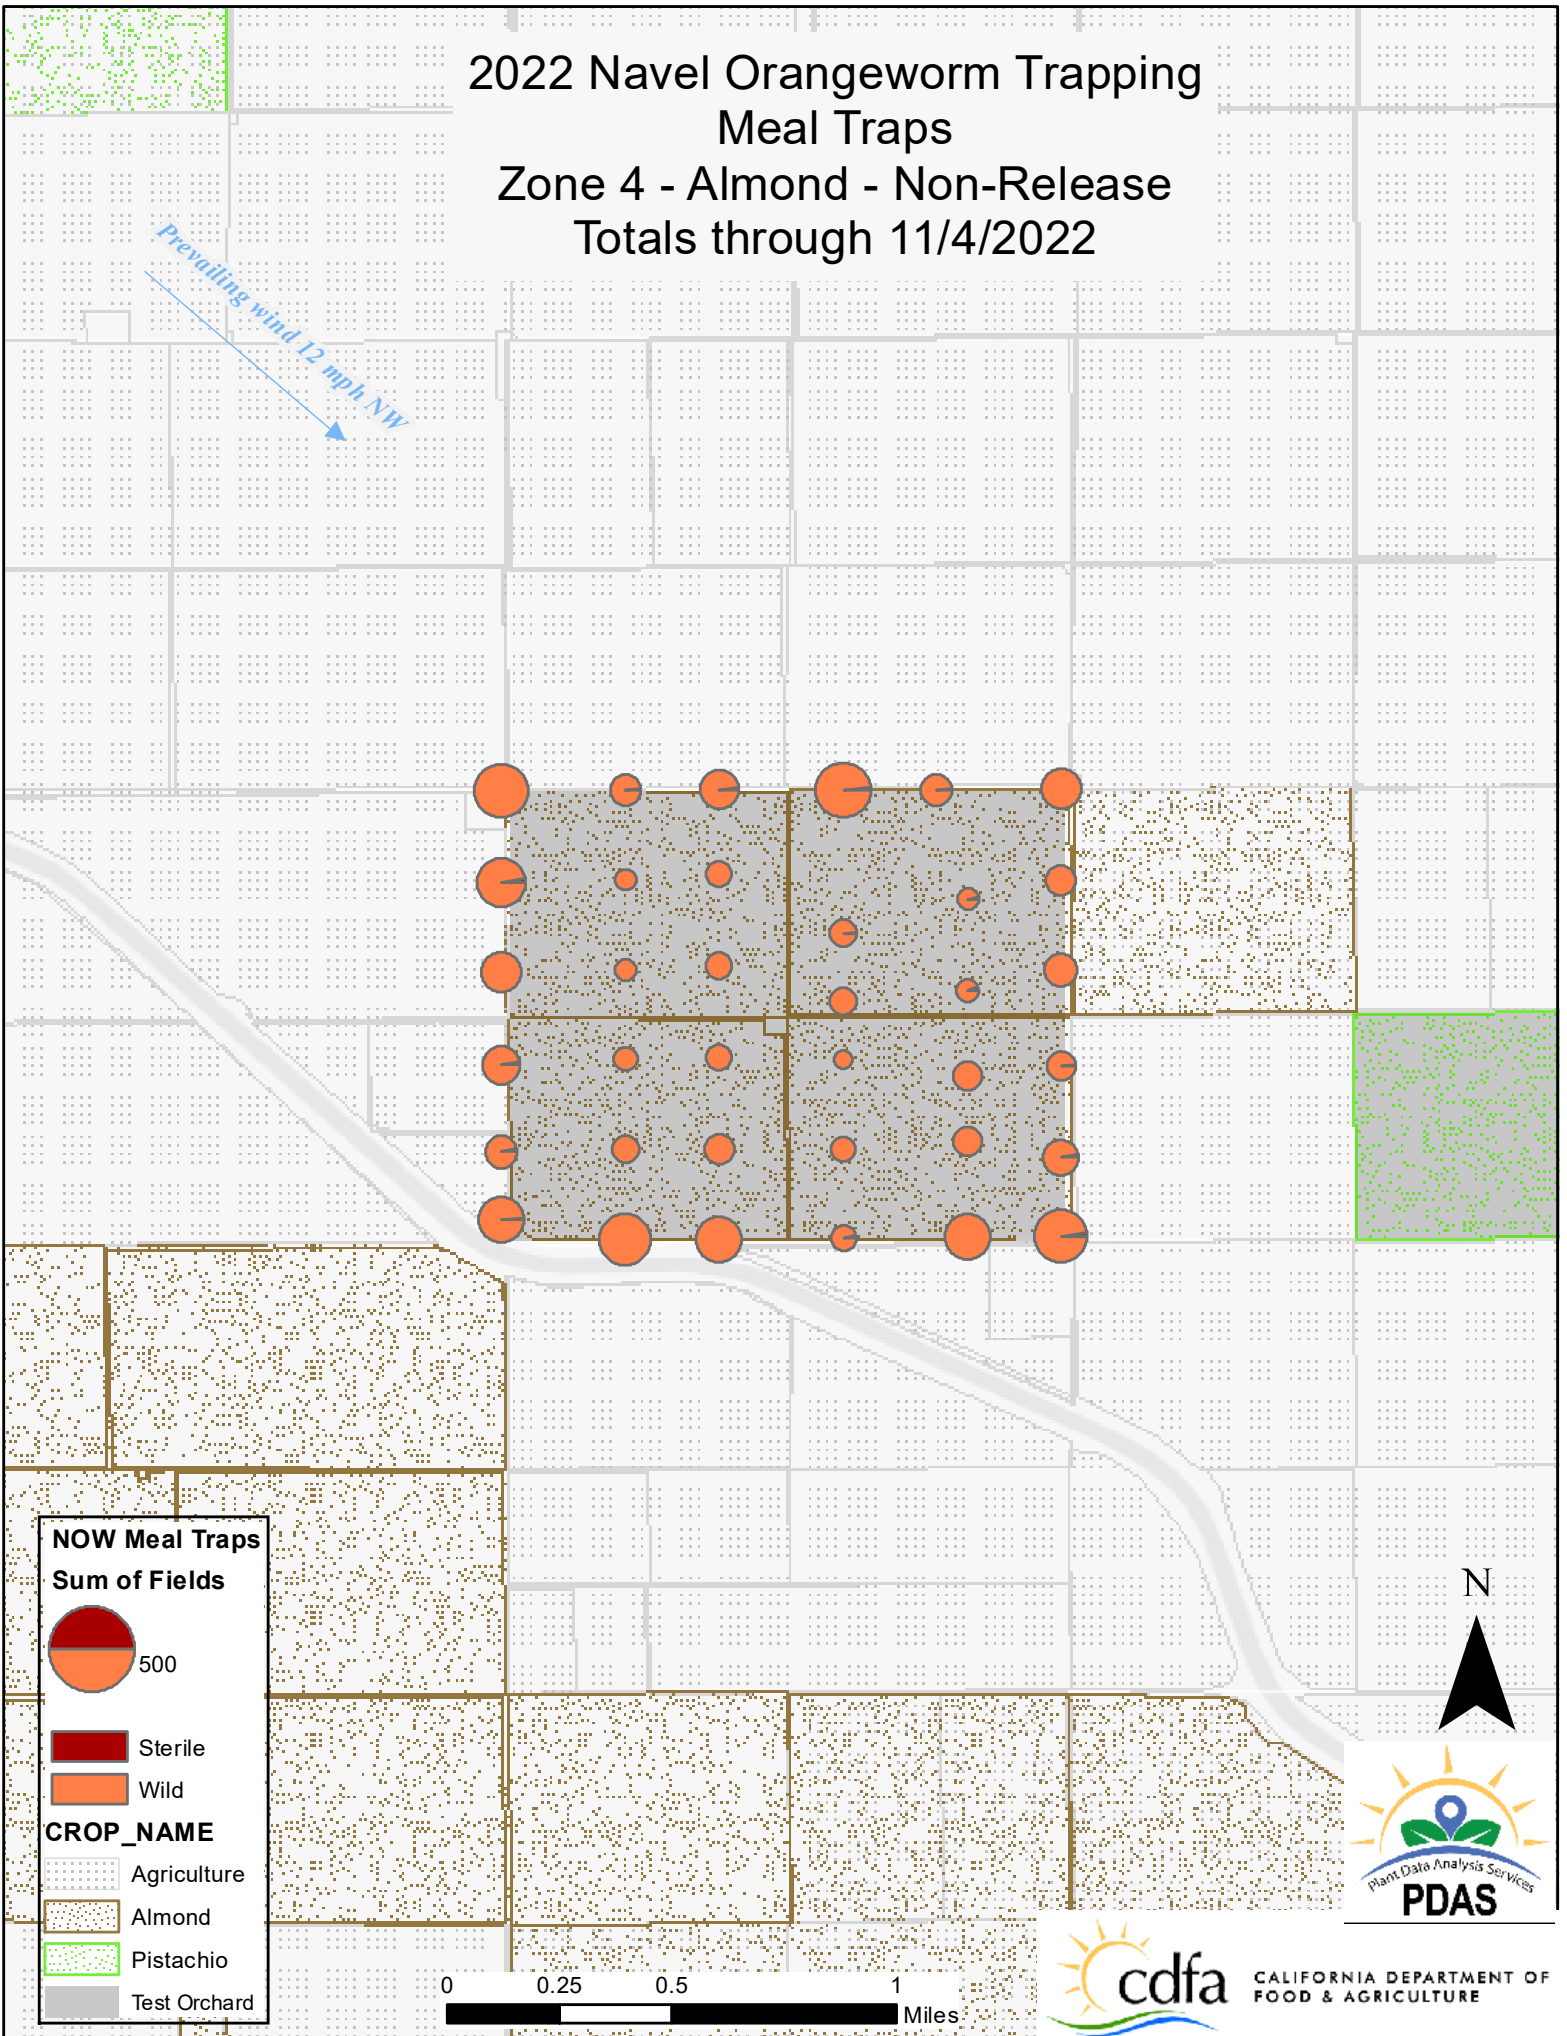 2022 Navel Orangeworm Trapping
Meal Traps
Zone 4 - Almond - Non-Release
Totals through 11/4/2022
Prevailing wind 12 mph NW
NOW Meal Traps
Sum of Fields
500
Sterile
Wild
CROP_NAME
Agriculture
Almond
Pistachio
Test Orchard
0 0.25 0.5 1
Miles
N
Plant Data Analysis Services
PDAS
cdfa
CALIFORNIA DEPARTMENT OF
FOOD & AGRICULTURE